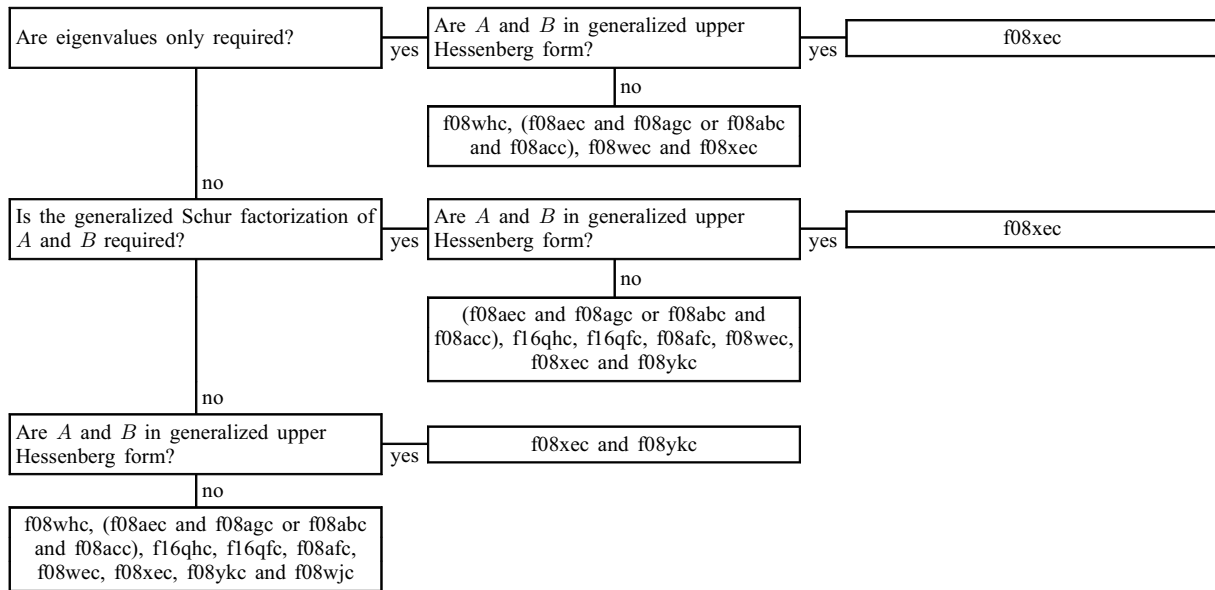 Are eigenvalues only required?
yes
Are A and B in generalized upper
Hessenberg form?
yes
f08xec
no
f08whc, (f08aec and f08agc or f08abc
and f08acc), f08wec and f08xec
no
Is the generalized Schur factorization of
A and B required?
yes
Are A and B in generalized upper
Hessenberg form?
yes
f08xec
no
(f08aec and f08agc or f08abc and
f08acc), f16qhc, f16qfc, f08afc, f08wec,
f08xec and f08ykc
no
Are A and B in generalized upper
Hessenberg form?
yes
f08xec and f08ykc
no
f08whc, (f08aec and f08agc or f08abc
and f08acc), f16qhc, f16qfc, f08afc,
f08wec, f08xec, f08ykc and f08wjc